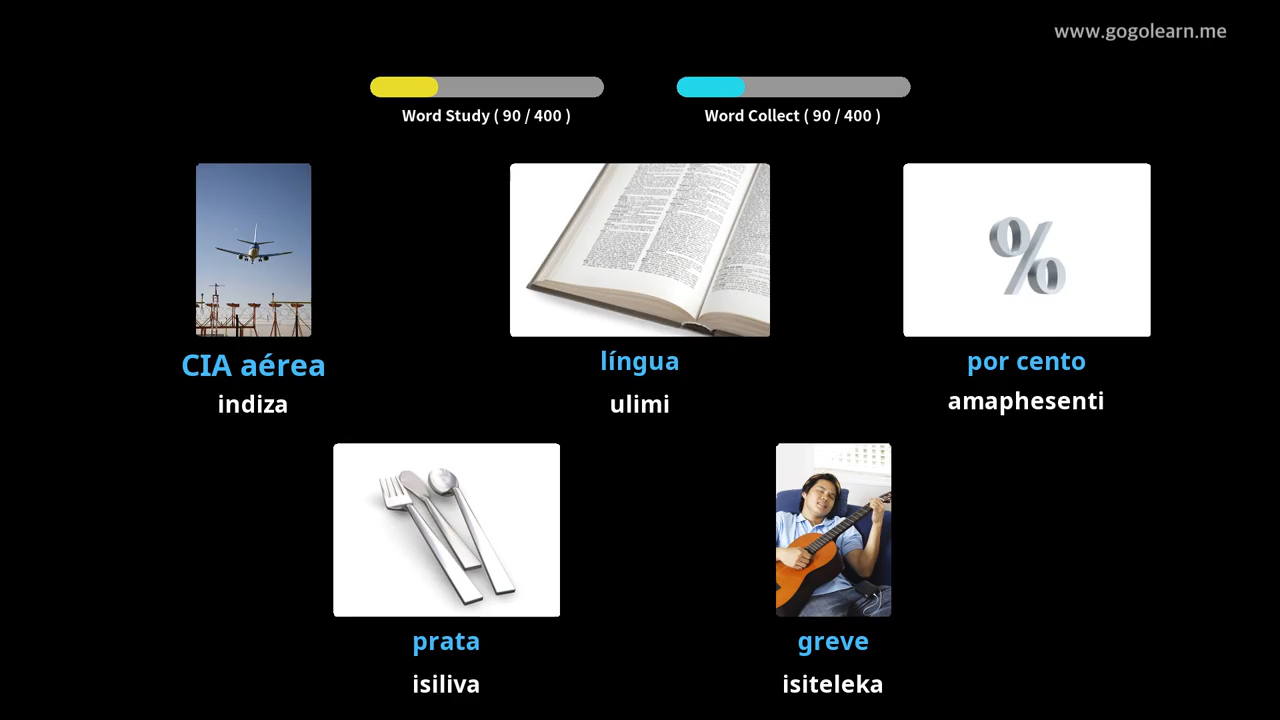 www.gogolearn.me
Word Study ( 90 / 400 )
Word Collect ( 90 / 400 )
CIA aérea
indiza
língua
ulimi
por cento
amaphesenti
%
prata
isiliva
greve
isiteleka